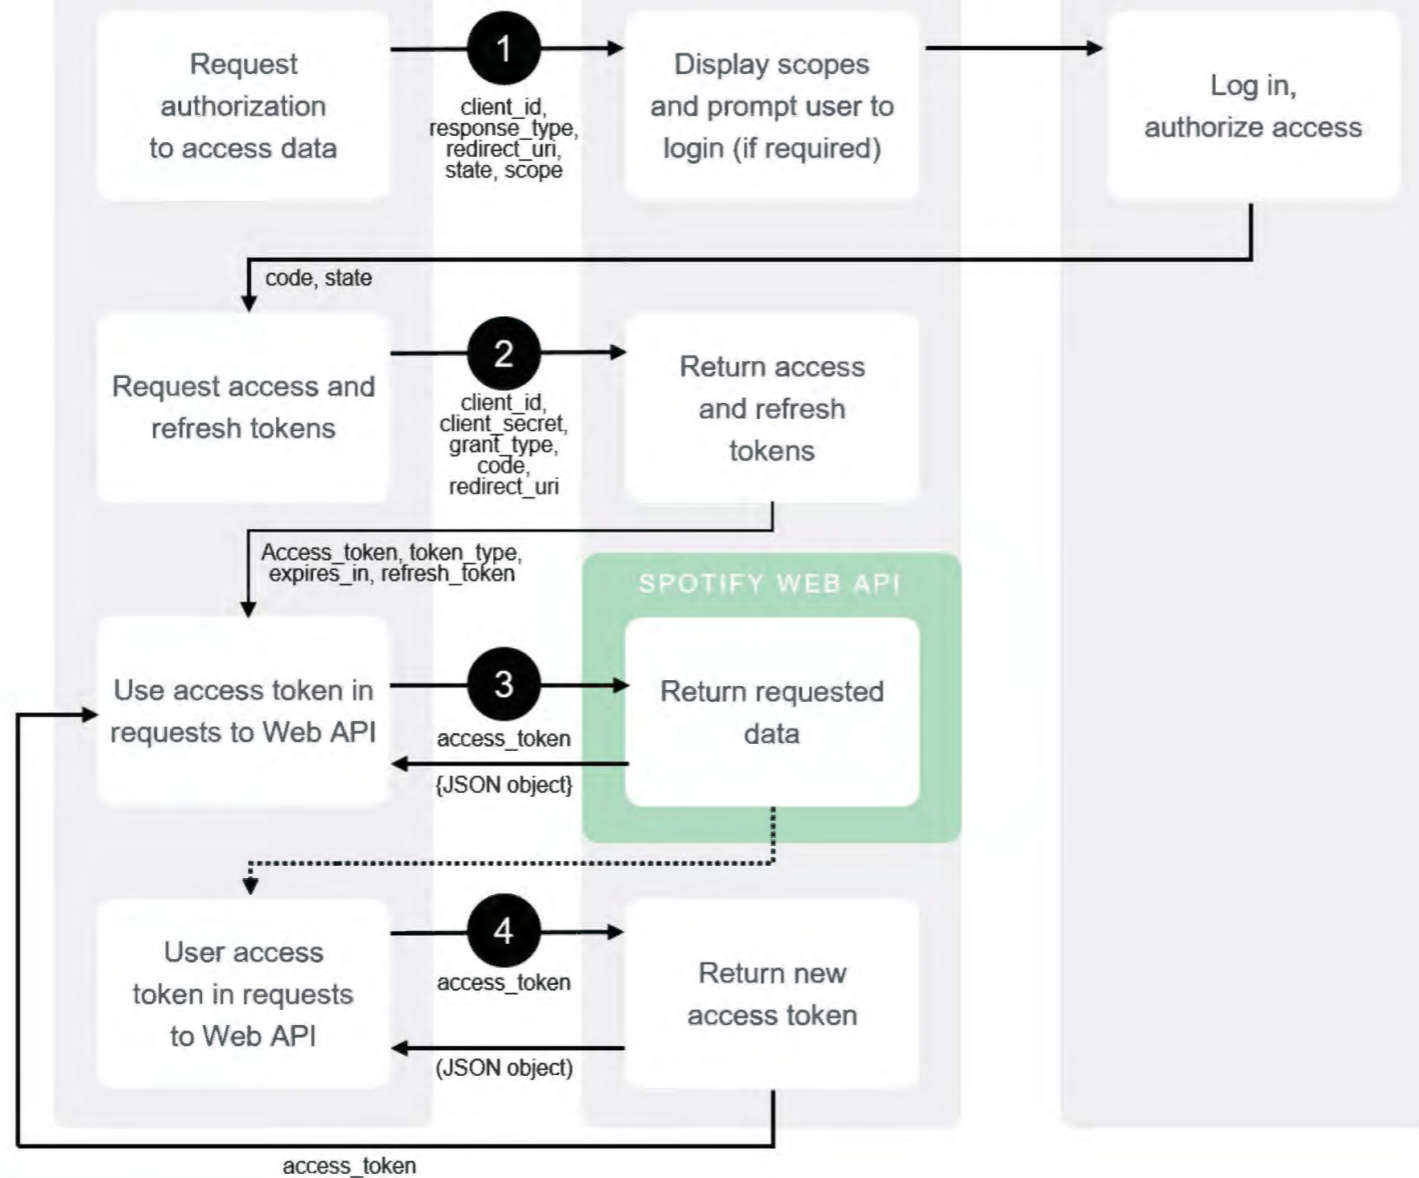 Request
authorization
to access data
1
client_id,
response_type,
redirect_uri,
state, scope
Display scopes
and prompt user to
login (if required)
Log in,
authorize access
code, state
Request access and
refresh tokens
2
client_id,
client_secret,
grant_type,
code,
redirect_uri
Return access
and refresh
tokens
Access_token, token_type,
expires_in, refresh_token
SPOTIFY WEB API
Use access token in
requests to Web API
3
access_token
{JSON object}
Return requested
data
User access
token in requests
to Web API
4
access_token
(JSON object)
Return new
access token
access_token